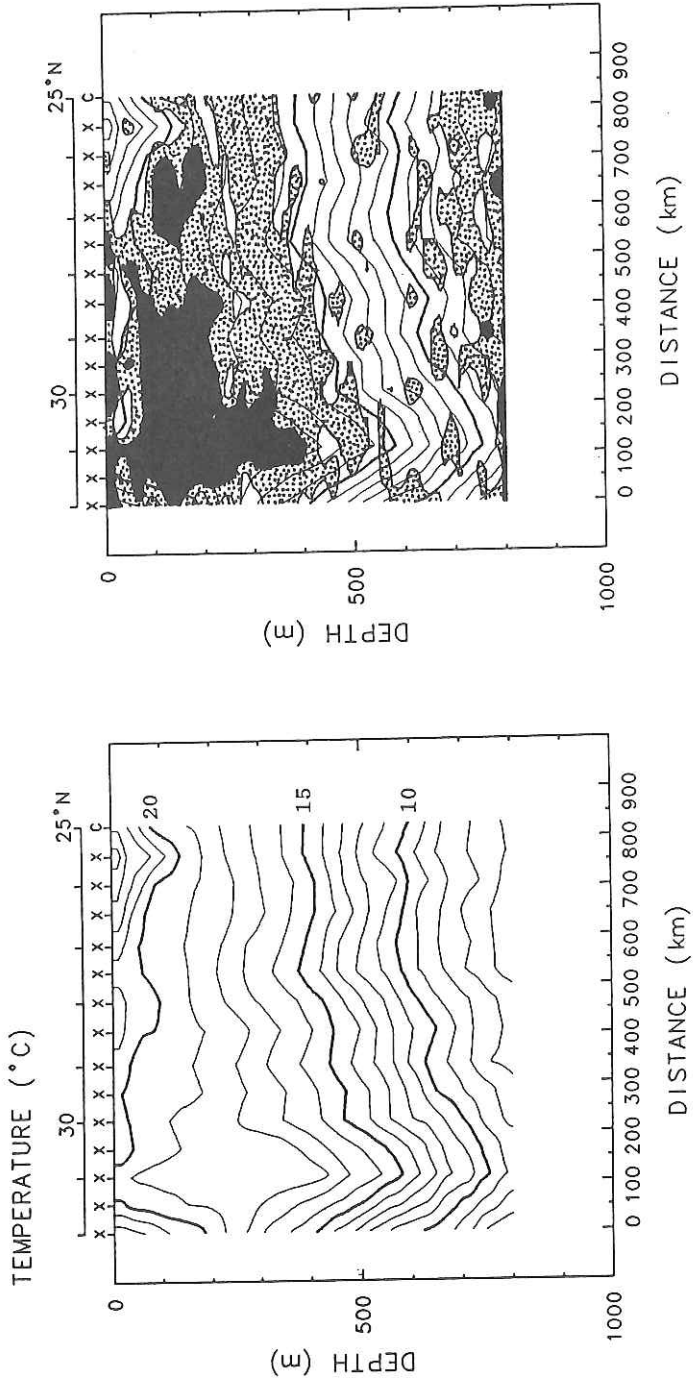 TEMPERATURE (°C)
30 25°N
X X X X X X X X X X X X X C
0
500
1000
DEPTH (m)
20
15
10
0 100 200 300 400 500 600 700 800 900
DISTANCE (km)
30 25°N
X X X X X X X X X X X X X C
0
500
1000
DEPTH (m)
0 100 200 300 400 500 600 700 800 900
DISTANCE (km)